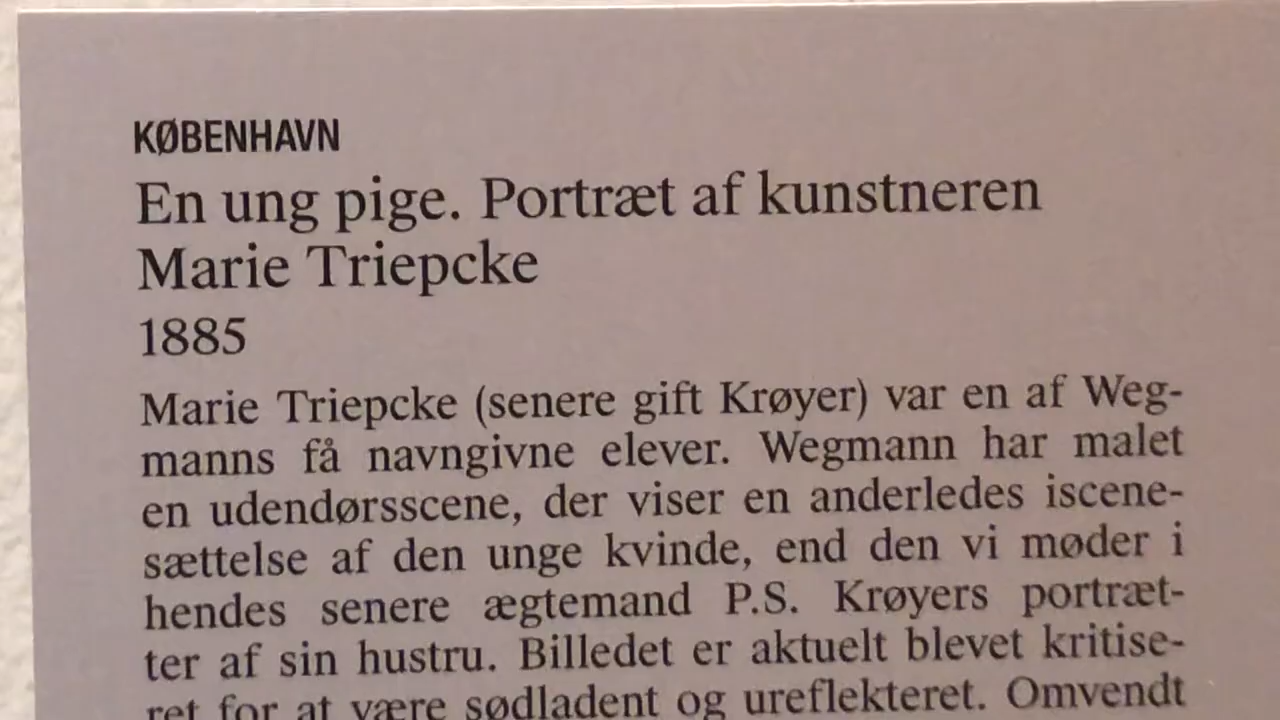 KØBENHAVN
En ung pige. Portræt af kunstneren
Marie Triepcke
1885
Marie Triepcke (senere gift Krøyer) var en af Weg-
manns få navngivne elever. Wegmann har malet
en udendørsscene, der viser en anderledes iscene-
sættelse af den unge kvinde, end den vi møder i
hendes senere ægtemand P.S. Krøyers portræt-
ter af sin hustru. Billedet er aktuelt blevet kritise-
ret for at være sødladent og ureflekteret. Omvendt